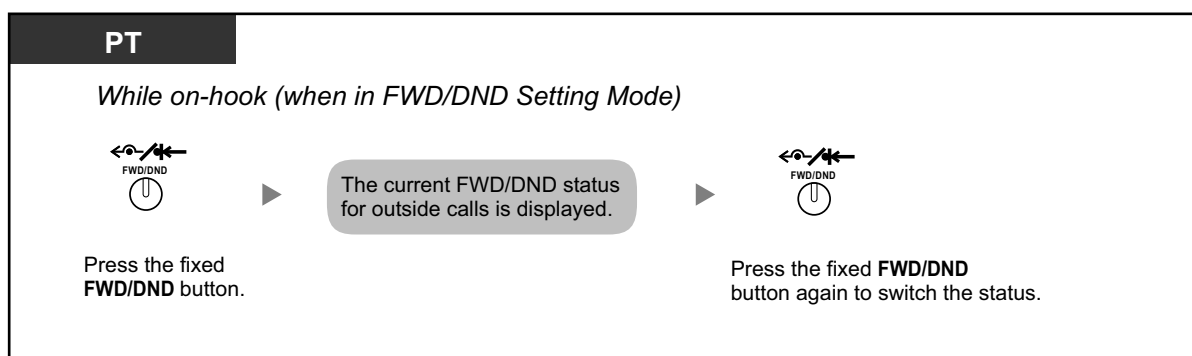 PT
While on-hook (when in FWD/DND Setting Mode)
FWD/DND
The current FWD/DND status
for outside calls is displayed.
FWD/DND
Press the fixed
FWD/DND button.
Press the fixed FWD/DND
button again to switch the status.